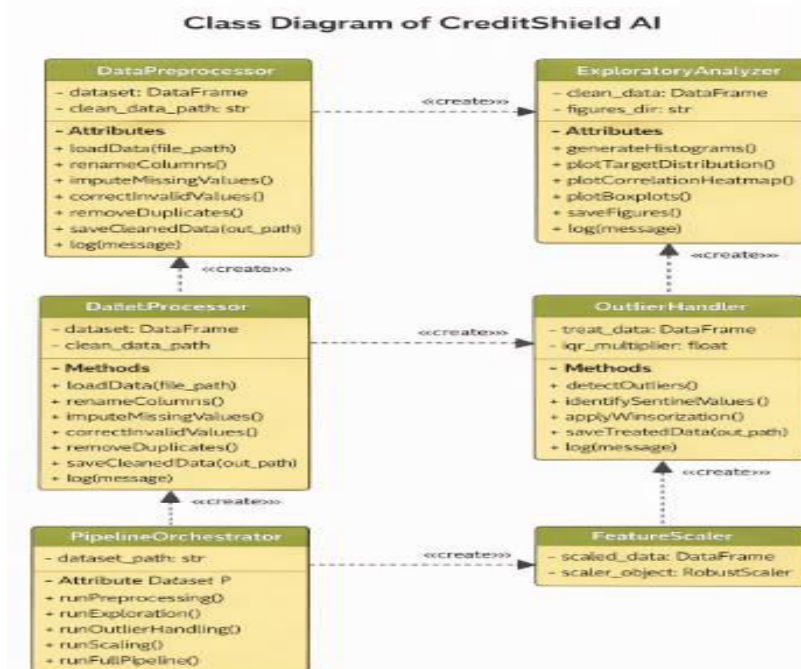 Class Diagram of CreditShield AI
DataPreprocessor
- dataset: DataFrame
- clean_data_path: str
- Attributes
+ loadData(file_path)
+ renameColumns()
+ imputeMissingValues()
+ correctInvalidValues()
+ removeDuplicates()
+ saveCleanedData(out_path)
+ log(message)
«create»
ExploratoryAnalyzer
- clean_data: DataFrame
- figures_dir: str
- Attributes
+ generateHistograms()
+ plotTargetDistribution()
+ plotCorrelationHeatmap()
+ plotBoxplots()
+ saveFigures()
+ log(message)
«create»
«create»
- dataset: DataFrame
- clean_data_path
- Methods
+ loadData(file_path)
+ renameColumns()
+ imputeMissingValues()
+ correctInvalidValues()
+ removeDuplicates()
+ saveCleanedData(out_path)
+ log(message)
«create»
OutlierHandler
- treat_data: DataFrame
- iqr_multiplier: float
- Methods
+ detectOutliers()
+ identifySentinelValues()
+ applyWinsorization()
+ saveTreatedData(out_path)
+ log(message)
«create»
«create»
PipelineOrchestrator
- dataset_path: str
- Attribute Dataset P
+ runPreprocessing()
+ runExploration()
+ runOutlierHandling()
+ runScaling()
+ runFullPipeline()
«create»
FeatureScaler
- scaled_data: DataFrame
- scaler_object: RobustScaler